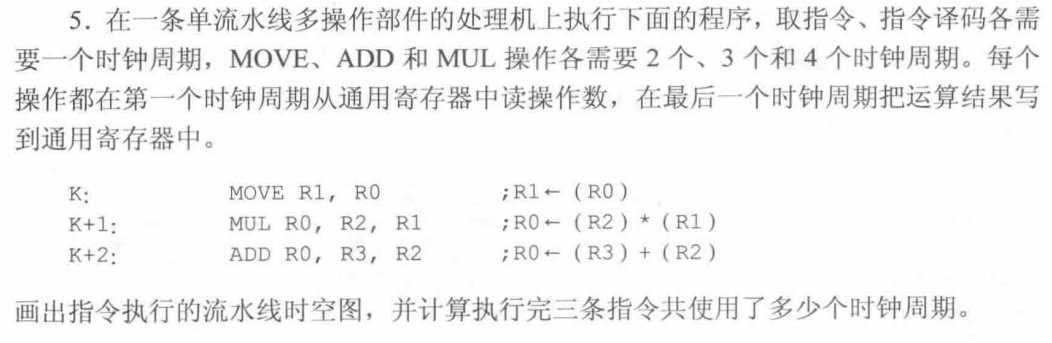 5. 在一条单流水线多操作部件的处理机上执行下面的程序，取指令、指令译码各需
要一个时钟周期，MOVE、ADD 和 MUL 操作各需要 2 个、3 个和 4 个时钟周期。每个
操作都在第一个时钟周期从通用寄存器中读操作数，在最后一个时钟周期把运算结果写
到通用寄存器中。
K: MOVE R1, R0 ;R1←(R0)
K+1: MUL R0, R2, R1 ;R0←(R2)*(R1)
K+2: ADD R0, R3, R2 ;R0←(R3)+(R2)
画出指令执行的流水线时空图，并计算执行完三条指令共使用了多少个时钟周期。